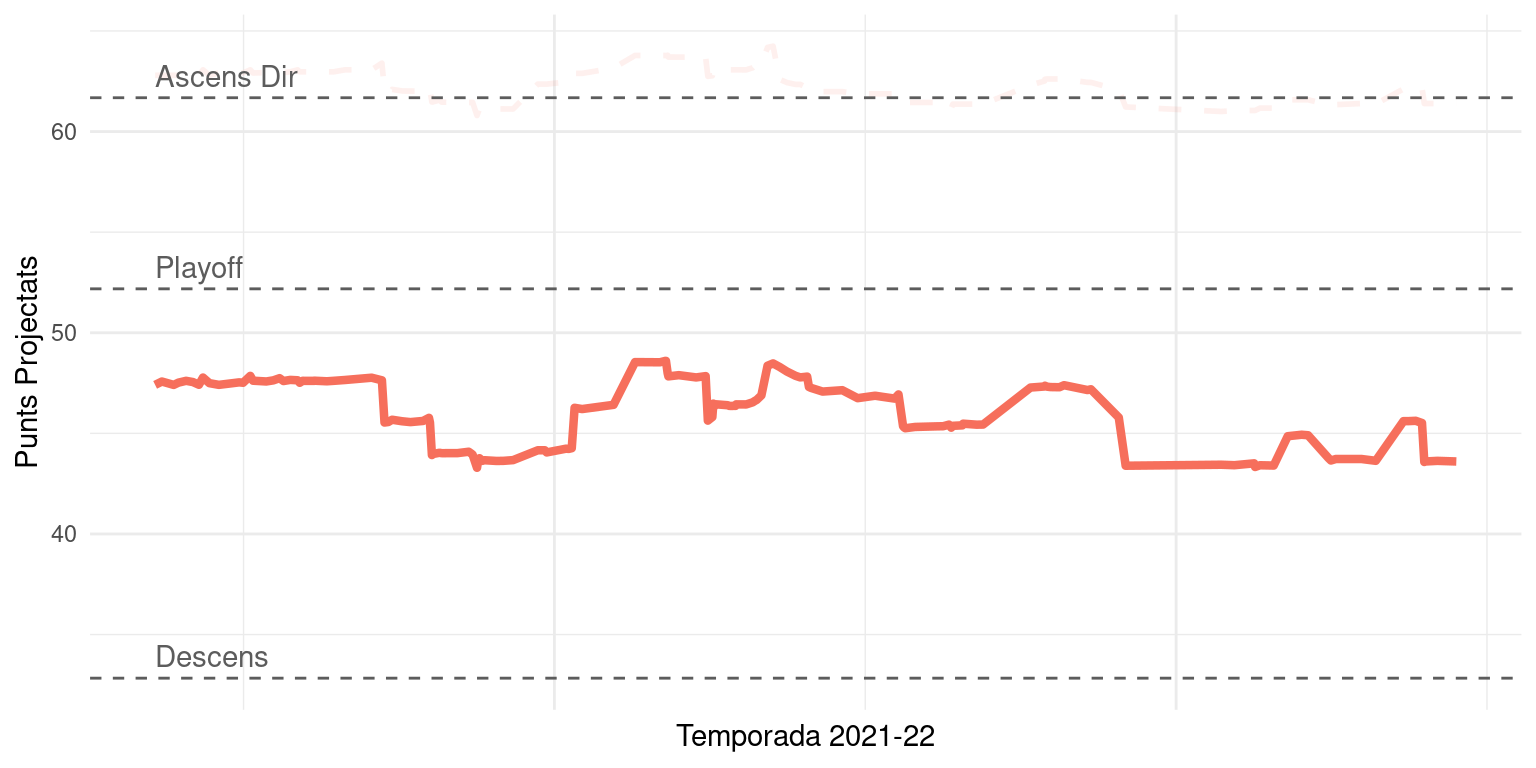 Ascens Dir
60
Playoff
50
40
Descens
Punts Projectats
Temporada 2021-22